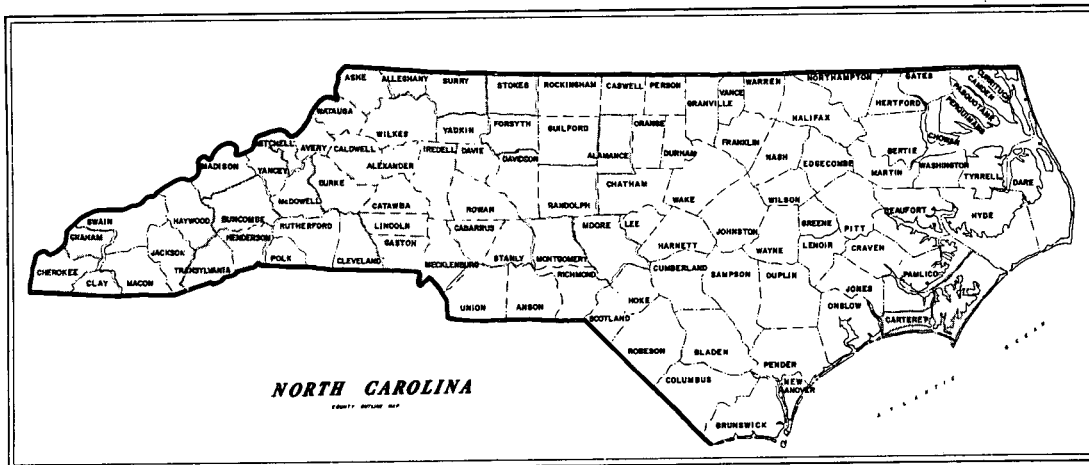 ASHE ALLEGHANY SURRY STOKES ROCKINGHAM CASWELL PERSON VANCE WARREN NORTHAMPTON GATES CURRITUCK
GRANVILLE CAMDEN
PASQUOTANK
PERQUIMANS
WATAUGA WILKES YADKIN FORSYTH GUILFORD ALAMANCE ORANGE DURHAM FRANKLIN HALIFAX HERTFORD CHOWAN
MITCHELL AVERY CALDWELL ALEXANDER IREDELL DAVIE DAVIDSON NASH EDGECOMBE BERTIE
MADISON YANCEY BURKE CHATHAM MARTIN WASHINGTON TYRRELL DARE
McDOWELL CATAWBA ROWAN RANDOLPH WAKE WILSON
SWAIN HAYWOOD BUNCOMBE RUTHERFORD LINCOLN CABARRUS MOORE LEE JOHNSTON GREENE PITT BEAUFORT HYDE
GRAHAM JACKSON HENDERSON GASTON HARNETT WAYNE LENOIR CRAVEN
CHEROKEE CLAY MACON TRANSYLVANIA POLK CLEVELAND MECKLENBURG STANLY MONTGOMERY CUMBERLAND SAMPSON DUPLIN PAMLICO
RICHMOND JONES
UNION ANSON HOKE ONSLOW
SCOTLAND CARTERET
ROBESON BLADEN PENDER
COLUMBUS NEW
HANOVER
BRUNSWICK
NORTH CAROLINA
COUNTY OUTLINE MAP
ATLANTIC OCEAN